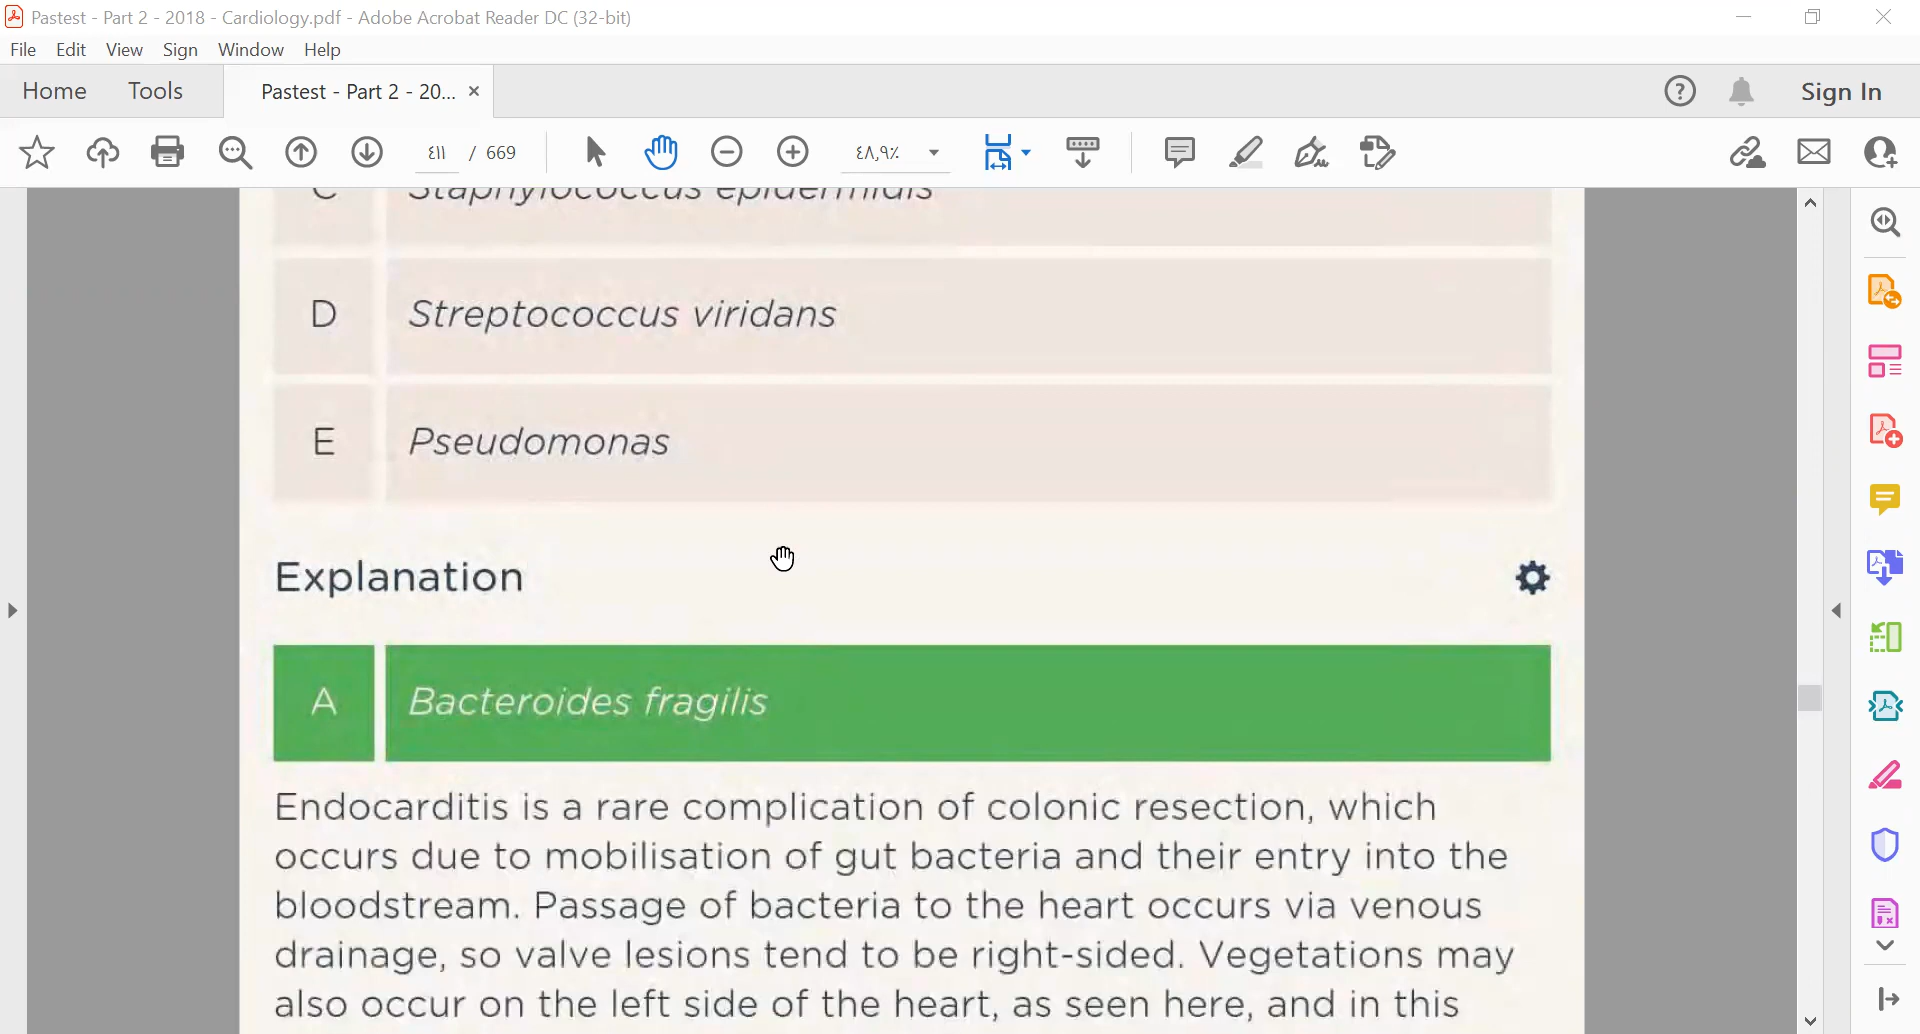 Pastest - Part 2 - 2018 - Cardiology.pdf - Adobe Acrobat Reader DC (32-bit)
File Edit View Sign Window Help
Home Tools Pastest - Part 2 - 20... × Sign In
٤١١ / 669 ٤٨,٩٪
C Staphylococcus epidermidis
D Streptococcus viridans
E Pseudomonas
Explanation
A Bacteroides fragilis
Endocarditis is a rare complication of colonic resection, which
occurs due to mobilisation of gut bacteria and their entry into the
bloodstream. Passage of bacteria to the heart occurs via venous
drainage, so valve lesions tend to be right-sided. Vegetations may
also occur on the left side of the heart, as seen here, and in this